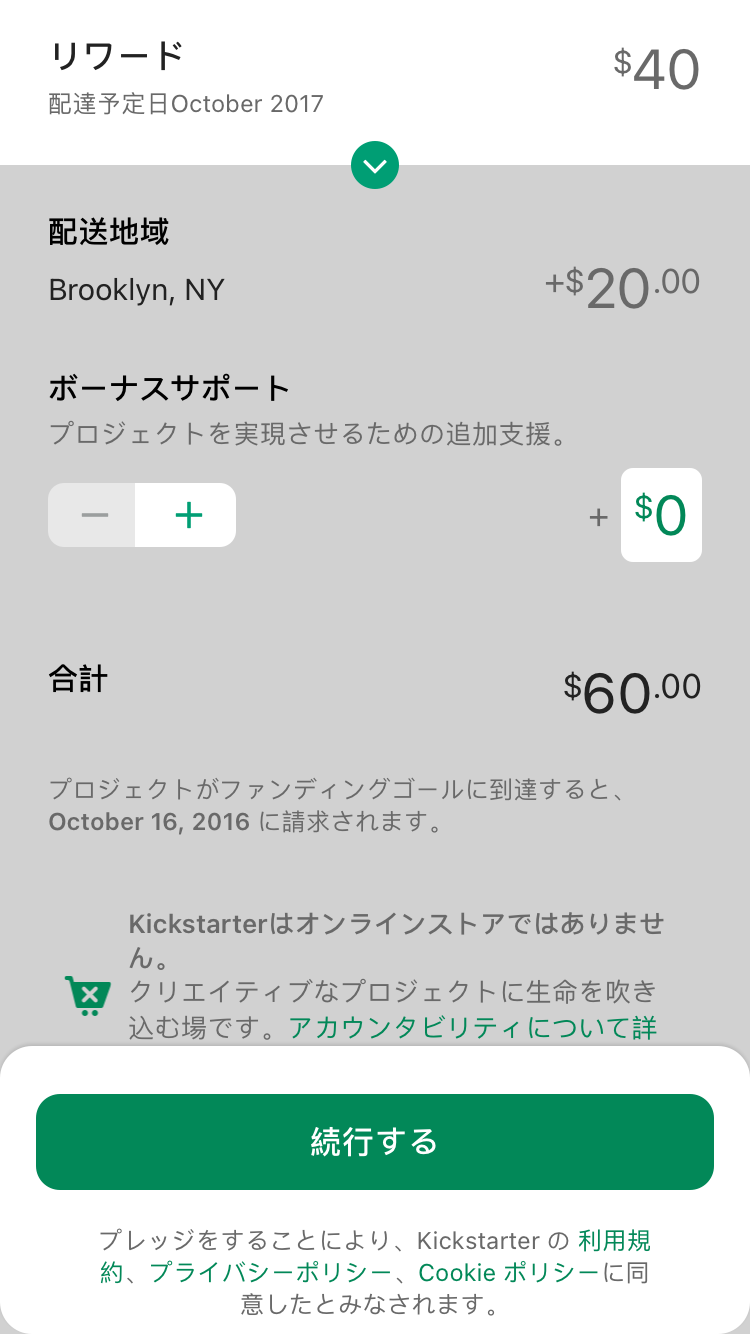 リワード
$40
配達予定日October 2017
配送地域
Brooklyn, NY
+$20.00
ボーナスサポート
プロジェクトを実現させるための追加支援。
− +
+ $0
合計
$60.00
プロジェクトがファンディングゴールに到達すると、
October 16, 2016 に請求されます。
Kickstarterはオンラインストアではありませ
ん。
クリエイティブなプロジェクトに生命を吹き
込む場です。アカウンタビリティについて詳
続行する
プレッジをすることにより、Kickstarter の 利用規
約、プライバシーポリシー、Cookie ポリシーに同
意したとみなされます。